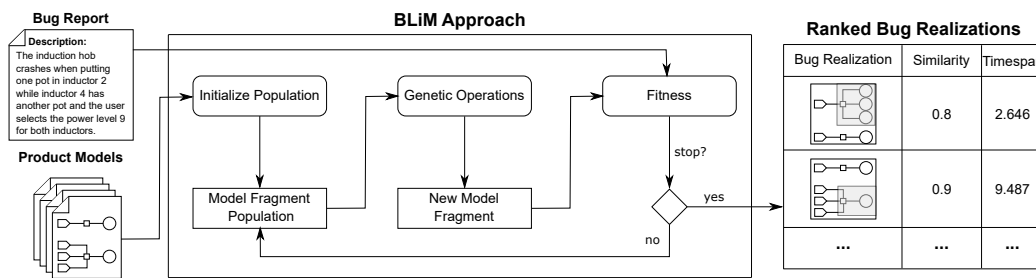 Bug Report
Description:
The induction hob
crashes when putting
one pot in inductor 2
while inductor 4 has
another pot and the user
selects the power level 9
for both inductors.
Product Models
BLiM Approach
Initialize Population
Genetic Operations
Fitness
Model Fragment
Population
New Model
Fragment
stop?
yes
no
Ranked Bug Realizations
Bug Realization Similarity Timespa
0.8 2.646
0.9 9.487
... ... ...